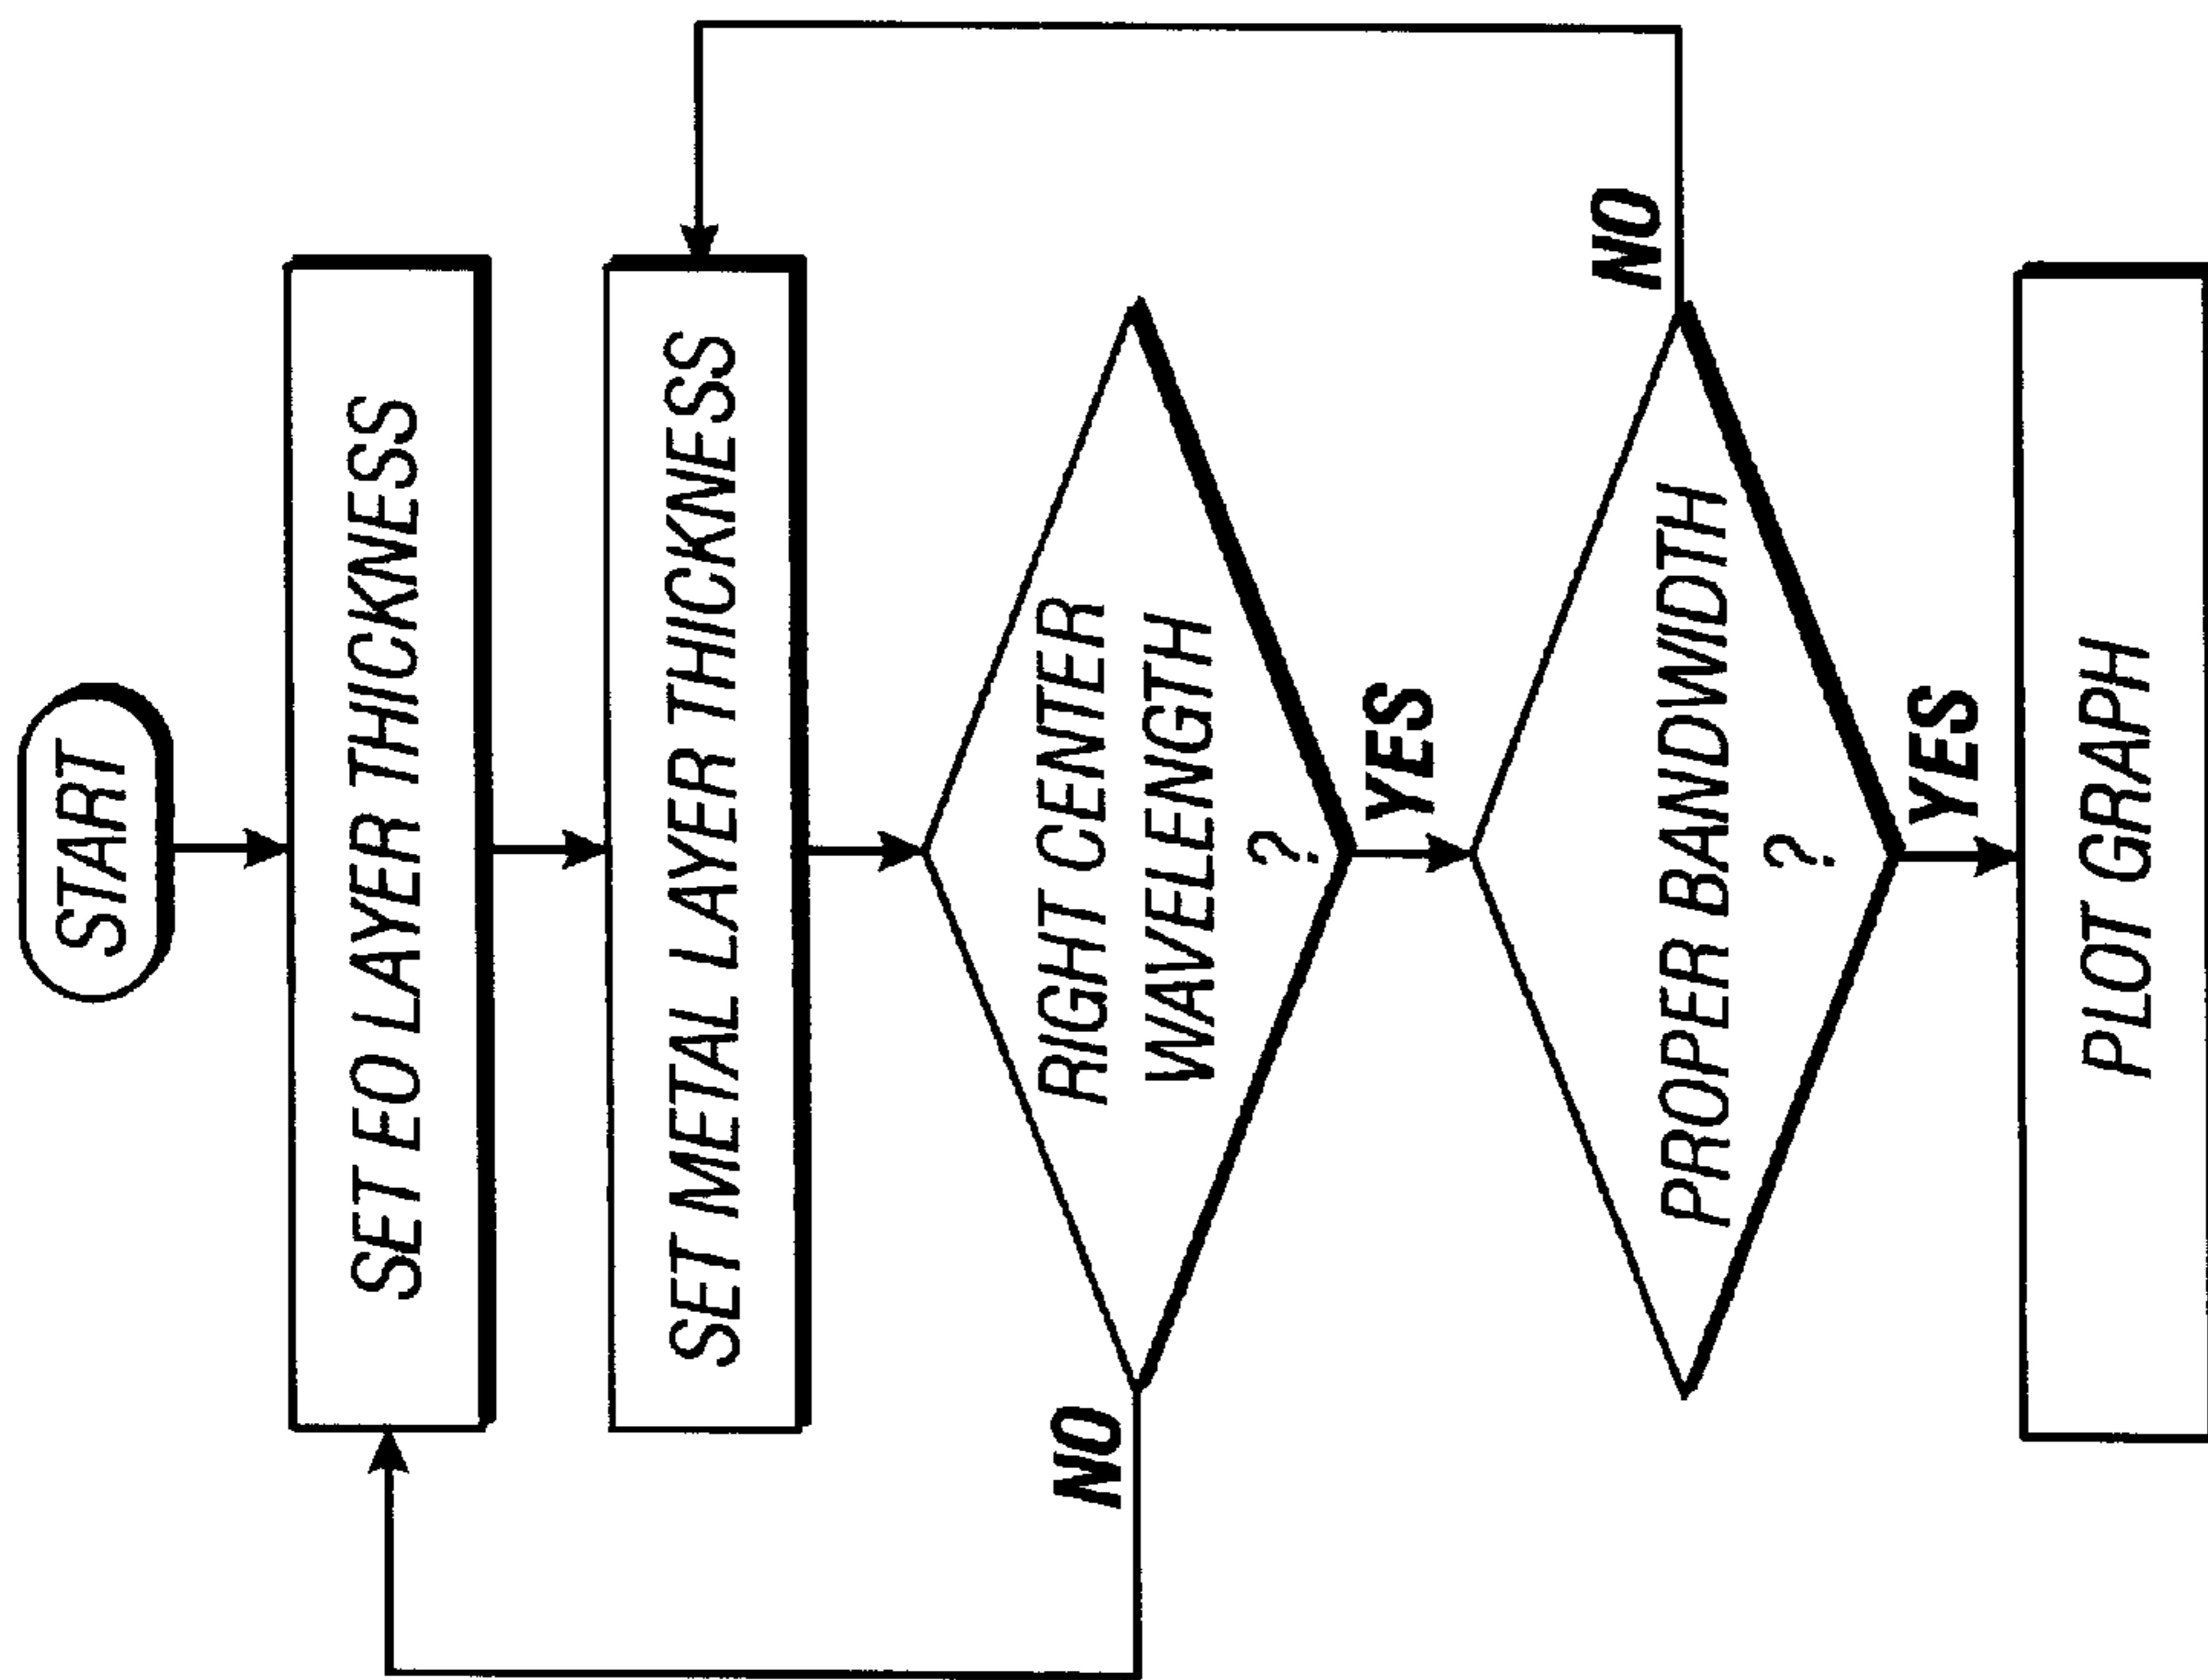 START
SET EO LAYER THICKNESS
SET METAL LAYER THICKNESS
RIGHT CENTER
WAVELENGTH
?
NO
YES
PROPER BANDWIDTH
?
NO
YES
PLOT GRAPH